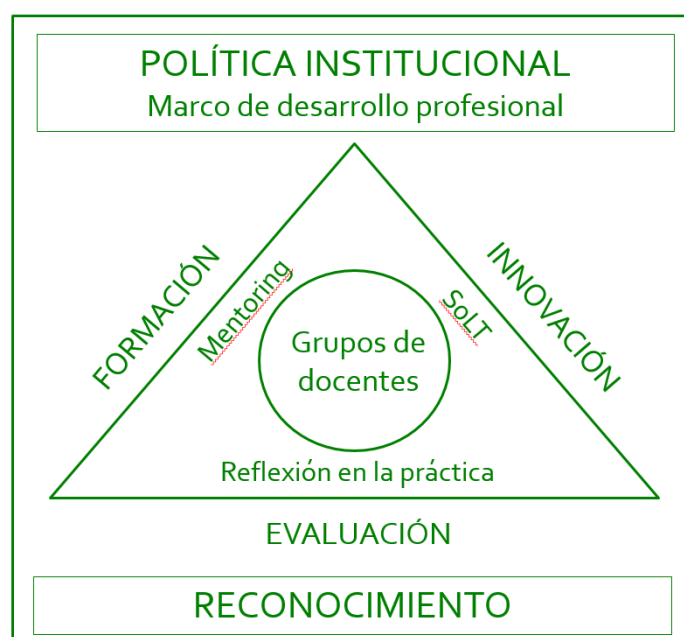 POLÍTICA INSTITUCIONAL
Marco de desarrollo profesional
FORMACIÓN
Mentoring
SoLT
INNOVACIÓN
Grupos de
docentes
Reflexión en la práctica
EVALUACIÓN
RECONOCIMIENTO